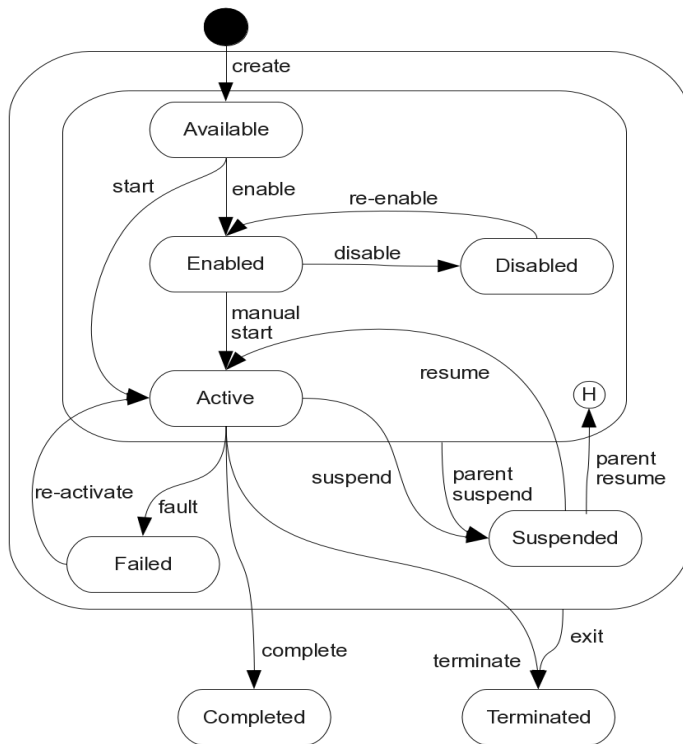 create
Available
start
enable
re-enable
Enabled
disable
Disabled
manual
start
resume
Active
H
re-activate
fault
suspend
parent
suspend
parent
resume
Failed
Suspended
complete
terminate
exit
Completed
Terminated